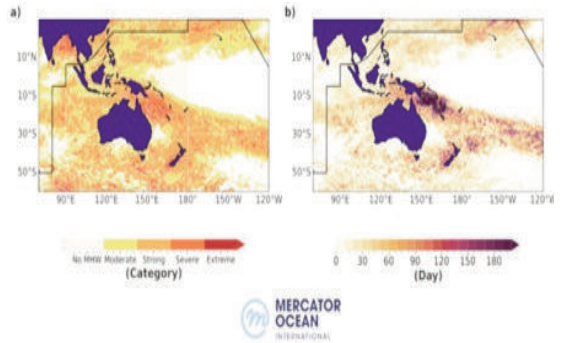 a)
b)
10°N
10°S
30°S
50°S
90°E 120°E 150°E 180° 150°W 120°W
10°N
10°S
30°S
50°S
90°E 120°E 150°E 180° 150°W 120°W
No MHW Moderate Strong Severe Extreme
(Category)
0 30 60 90 120 150 180
(Day)
m
MERCATOR
OCEAN
INTERNATIONAL